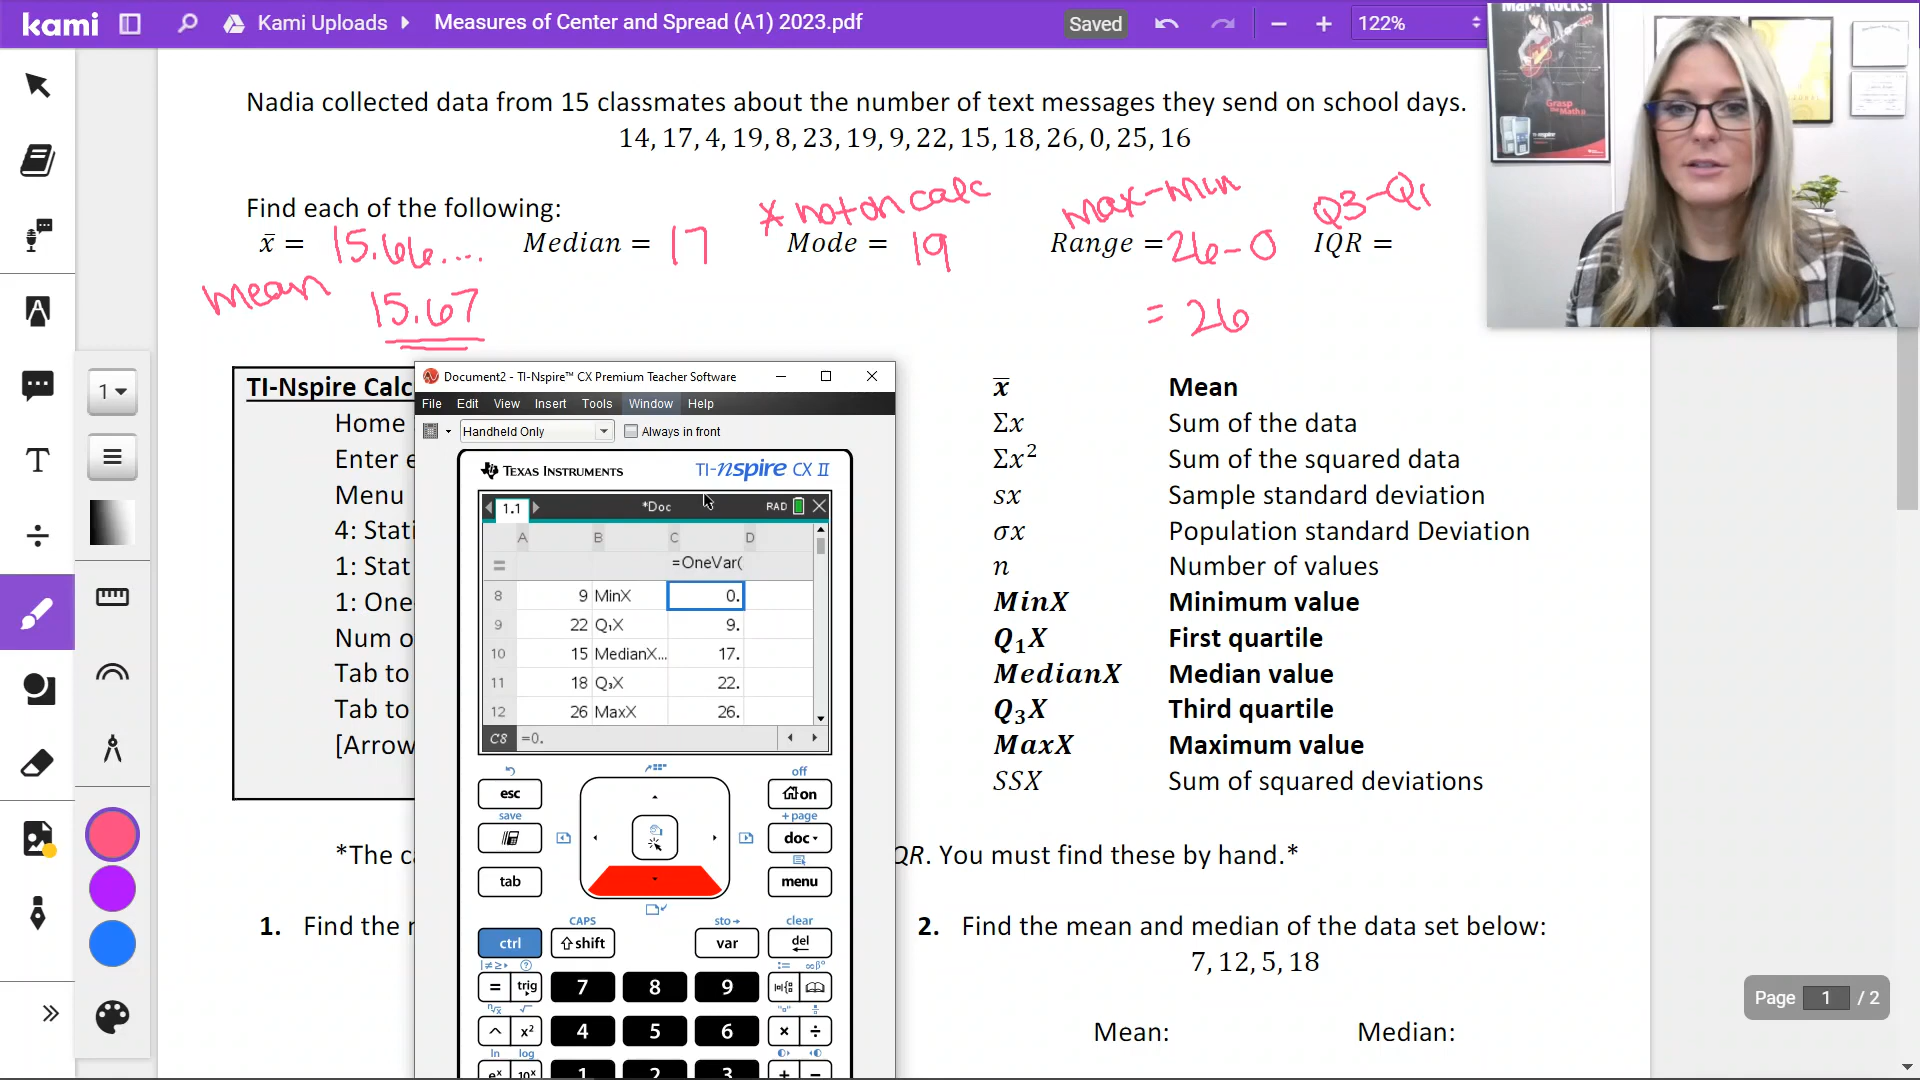 kami Kami Uploads Measures of Center and Spread (A1) 2023.pdf Saved 122%
Nadia collected data from 15 classmates about the number of text messages they send on school days.
14, 17, 4, 19, 8, 23, 19, 9, 22, 15, 18, 26, 0, 25, 16
Find each of the following:
* not on calc
Max-Min
Q3-Q1
x̄ = 15.66.... Median = 17 Mode = 19 Range = 26-0 IQR =
mean 15.67 = 26
TI-Nspire Calc
Home
Enter e
Menu
4: Stati
1: Stat
1: One
Num o
Tab to
Tab to
[Arrow
Document2 - TI-Nspire™ CX Premium Teacher Software
File Edit View Insert Tools Window Help
Handheld Only Always in front
TEXAS INSTRUMENTS TI-nspire CX II
1.1 *Doc RAD
A B C D
= =OneVar(
8 9 MinX 0.
9 22 Q₁X 9.
10 15 MedianX... 17.
11 18 Q₃X 22.
12 26 MaxX 26.
C8 =0.
off
esc on
save + page
doc
tab menu
CAPS sto→ clear
ctrl shift var del
= trig 7 8 9
^ x² 4 5 6 × ÷
ln log
eˣ 10ˣ 1 2 3 + −
x̄ Mean
Σx Sum of the data
Σx² Sum of the squared data
sx Sample standard deviation
σx Population standard Deviation
n Number of values
MinX Minimum value
Q₁X First quartile
MedianX Median value
Q₃X Third quartile
MaxX Maximum value
SSX Sum of squared deviations
*The ca QR. You must find these by hand.*
1. Find the r
2. Find the mean and median of the data set below:
7, 12, 5, 18
Mean: Median:
Page 1 / 2
Grasp the Math